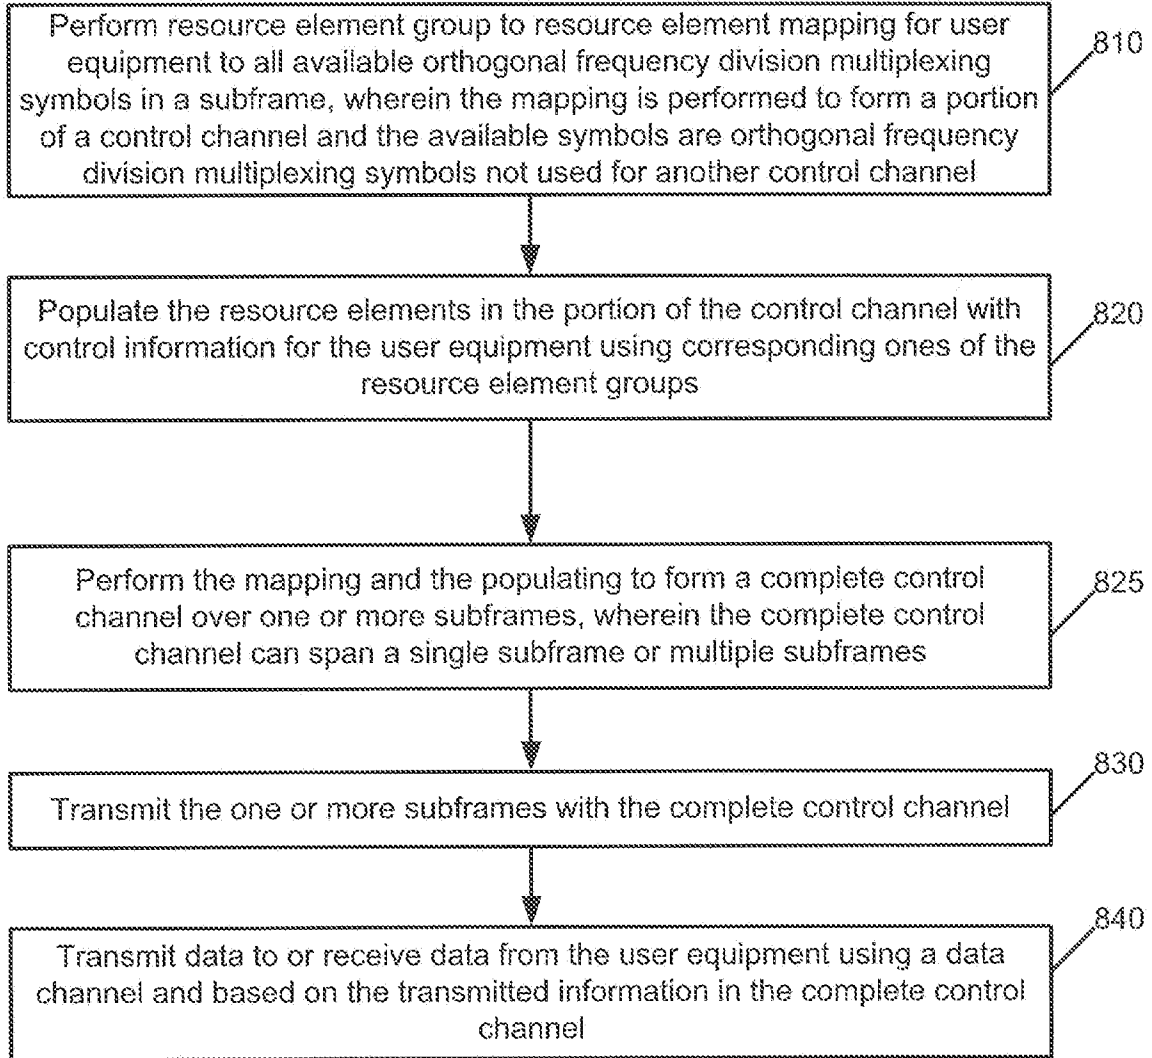 Perform resource element group to resource element mapping for user
equipment to all available orthogonal frequency division multiplexing
symbols in a subframe, wherein the mapping is performed to form a portion
of a control channel and the available symbols are orthogonal frequency
division multiplexing symbols not used for another control channel
810
Populate the resource elements in the portion of the control channel with
control information for the user equipment using corresponding ones of the
resource element groups
820
Perform the mapping and the populating to form a complete control
channel over one or more subframes, wherein the complete control
channel can span a single subframe or multiple subframes
825
Transmit the one or more subframes with the complete control channel
830
Transmit data to or receive data from the user equipment using a data
channel and based on the transmitted information in the complete control
channel
840